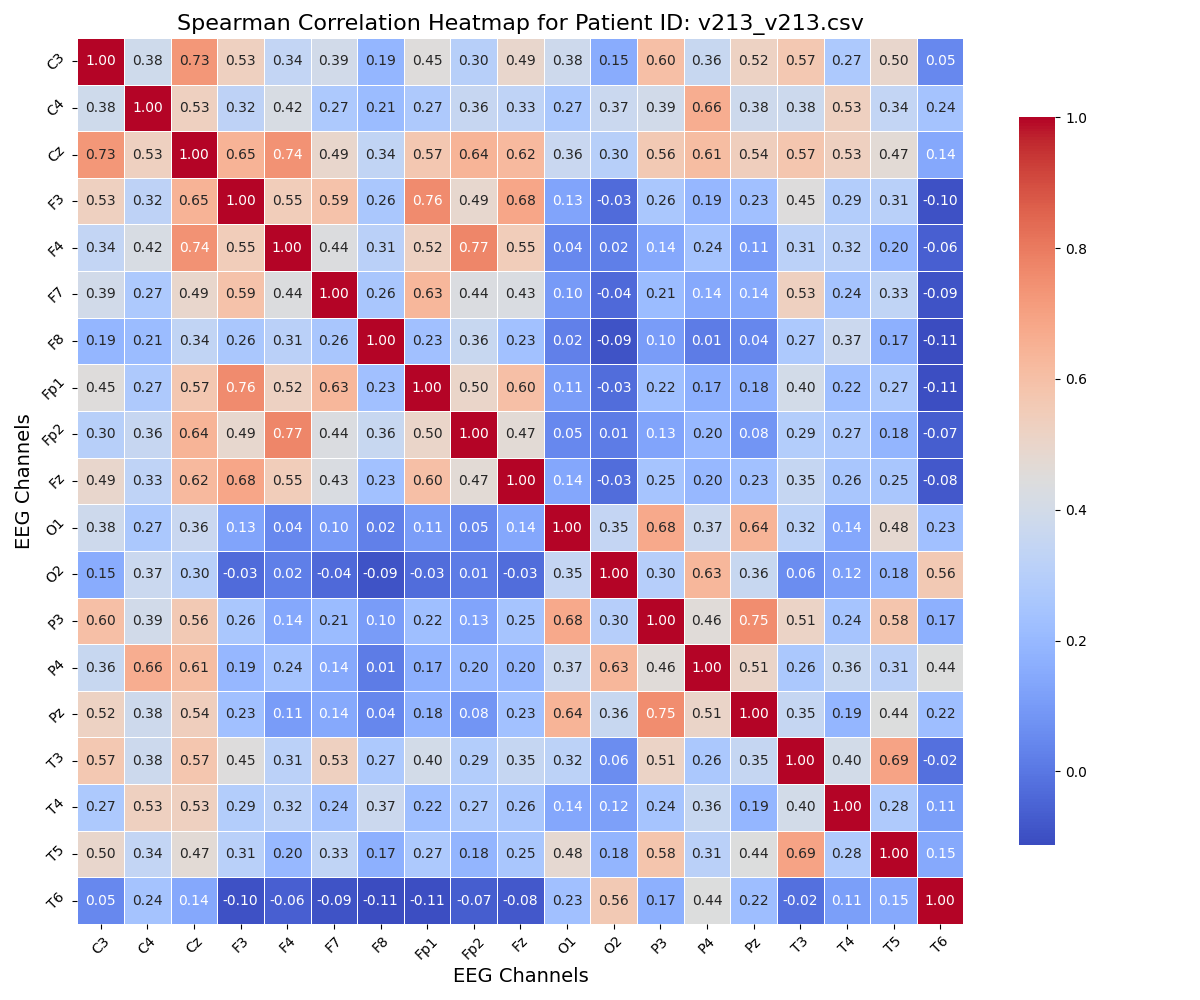 Spearman Correlation Heatmap for Patient ID: v213_v213.csv
EEG Channels
C3 1.00 0.38 0.73 0.53 0.34 0.39 0.19 0.45 0.30 0.49 0.38 0.15 0.60 0.36 0.52 0.57 0.27 0.50 0.05
C4 0.38 1.00 0.53 0.32 0.42 0.27 0.21 0.27 0.36 0.33 0.27 0.37 0.39 0.66 0.38 0.38 0.53 0.34 0.24
Cz 0.73 0.53 1.00 0.65 0.74 0.49 0.34 0.57 0.64 0.62 0.36 0.30 0.56 0.61 0.54 0.57 0.53 0.47 0.14
F3 0.53 0.32 0.65 1.00 0.55 0.59 0.26 0.76 0.49 0.68 0.13 -0.03 0.26 0.19 0.23 0.45 0.29 0.31 -0.10
F4 0.34 0.42 0.74 0.55 1.00 0.44 0.31 0.52 0.77 0.55 0.04 0.02 0.14 0.24 0.11 0.31 0.32 0.20 -0.06
F7 0.39 0.27 0.49 0.59 0.44 1.00 0.26 0.63 0.44 0.43 0.10 -0.04 0.21 0.14 0.14 0.53 0.24 0.33 -0.09
F8 0.19 0.21 0.34 0.26 0.31 0.26 1.00 0.23 0.36 0.23 0.02 -0.09 0.10 0.01 0.04 0.27 0.37 0.17 -0.11
Fp1 0.45 0.27 0.57 0.76 0.52 0.63 0.23 1.00 0.50 0.60 0.11 -0.03 0.22 0.17 0.18 0.40 0.22 0.27 -0.11
Fp2 0.30 0.36 0.64 0.49 0.77 0.44 0.36 0.50 1.00 0.47 0.05 0.01 0.13 0.20 0.08 0.29 0.27 0.18 -0.07
Fz 0.49 0.33 0.62 0.68 0.55 0.43 0.23 0.60 0.47 1.00 0.14 -0.03 0.25 0.20 0.23 0.35 0.26 0.25 -0.08
O1 0.38 0.27 0.36 0.13 0.04 0.10 0.02 0.11 0.05 0.14 1.00 0.35 0.68 0.37 0.64 0.32 0.14 0.48 0.23
O2 0.15 0.37 0.30 -0.03 0.02 -0.04 -0.09 -0.03 0.01 -0.03 0.35 1.00 0.30 0.63 0.36 0.06 0.12 0.18 0.56
P3 0.60 0.39 0.56 0.26 0.14 0.21 0.10 0.22 0.13 0.25 0.68 0.30 1.00 0.46 0.75 0.51 0.24 0.58 0.17
P4 0.36 0.66 0.61 0.19 0.24 0.14 0.01 0.17 0.20 0.20 0.37 0.63 0.46 1.00 0.51 0.26 0.36 0.31 0.44
Pz 0.52 0.38 0.54 0.23 0.11 0.14 0.04 0.18 0.08 0.23 0.64 0.36 0.75 0.51 1.00 0.35 0.19 0.44 0.22
T3 0.57 0.38 0.57 0.45 0.31 0.53 0.27 0.40 0.29 0.35 0.32 0.06 0.51 0.26 0.35 1.00 0.40 0.69 -0.02
T4 0.27 0.53 0.53 0.29 0.32 0.24 0.37 0.22 0.27 0.26 0.14 0.12 0.24 0.36 0.19 0.40 1.00 0.28 0.11
T5 0.50 0.34 0.47 0.31 0.20 0.33 0.17 0.27 0.18 0.25 0.48 0.18 0.58 0.31 0.44 0.69 0.28 1.00 0.15
T6 0.05 0.24 0.14 -0.10 -0.06 -0.09 -0.11 -0.11 -0.07 -0.08 0.23 0.56 0.17 0.44 0.22 -0.02 0.11 0.15 1.00
C3 C4 Cz F3 F4 F7 F8 Fp1 Fp2 Fz O1 O2 P3 P4 Pz T3 T4 T5 T6
EEG Channels
1.0
0.8
0.6
0.4
0.2
0.0